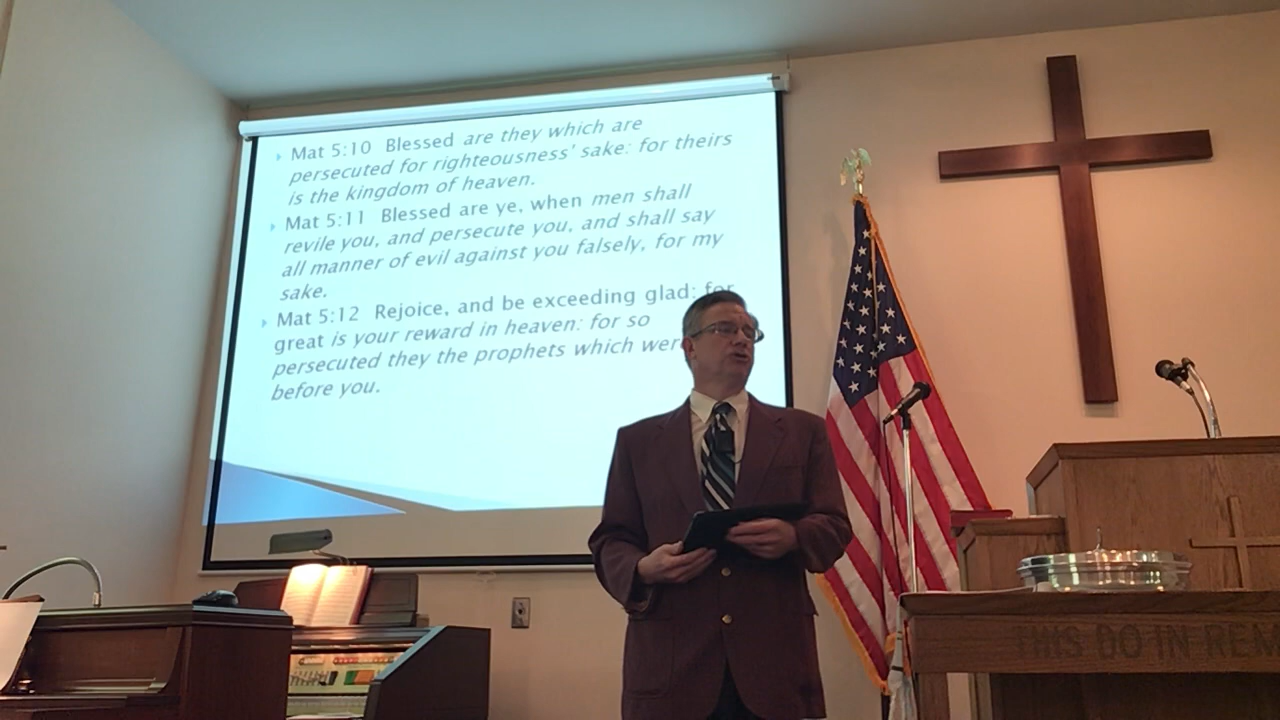 Mat 5:10 Blessed are they which are
persecuted for righteousness' sake: for theirs
is the kingdom of heaven.
Mat 5:11 Blessed are ye, when men shall
revile you, and persecute you, and shall say
all manner of evil against you falsely, for my
sake.
Mat 5:12 Rejoice, and be exceeding glad: for
great is your reward in heaven: for so
persecuted they the prophets which were
before you.
THIS DO IN REM